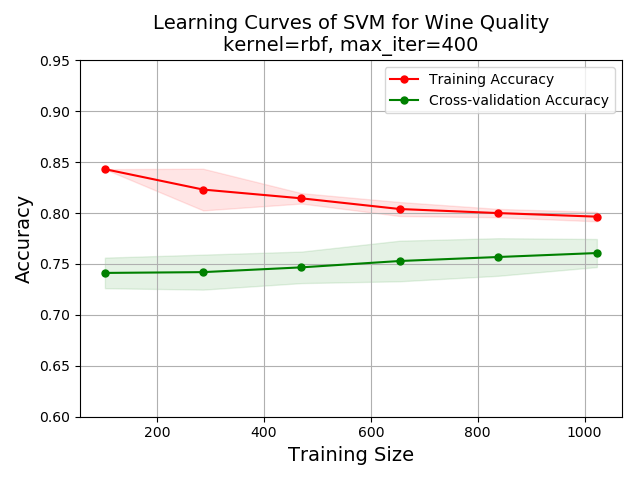 Learning Curves of SVM for Wine Quality
kernel=rbf, max_iter=400
0.95
0.90
0.85
0.80
0.75
0.70
0.65
0.60
Accuracy
Training Accuracy
Cross-validation Accuracy
200
400
600
800
1000
Training Size